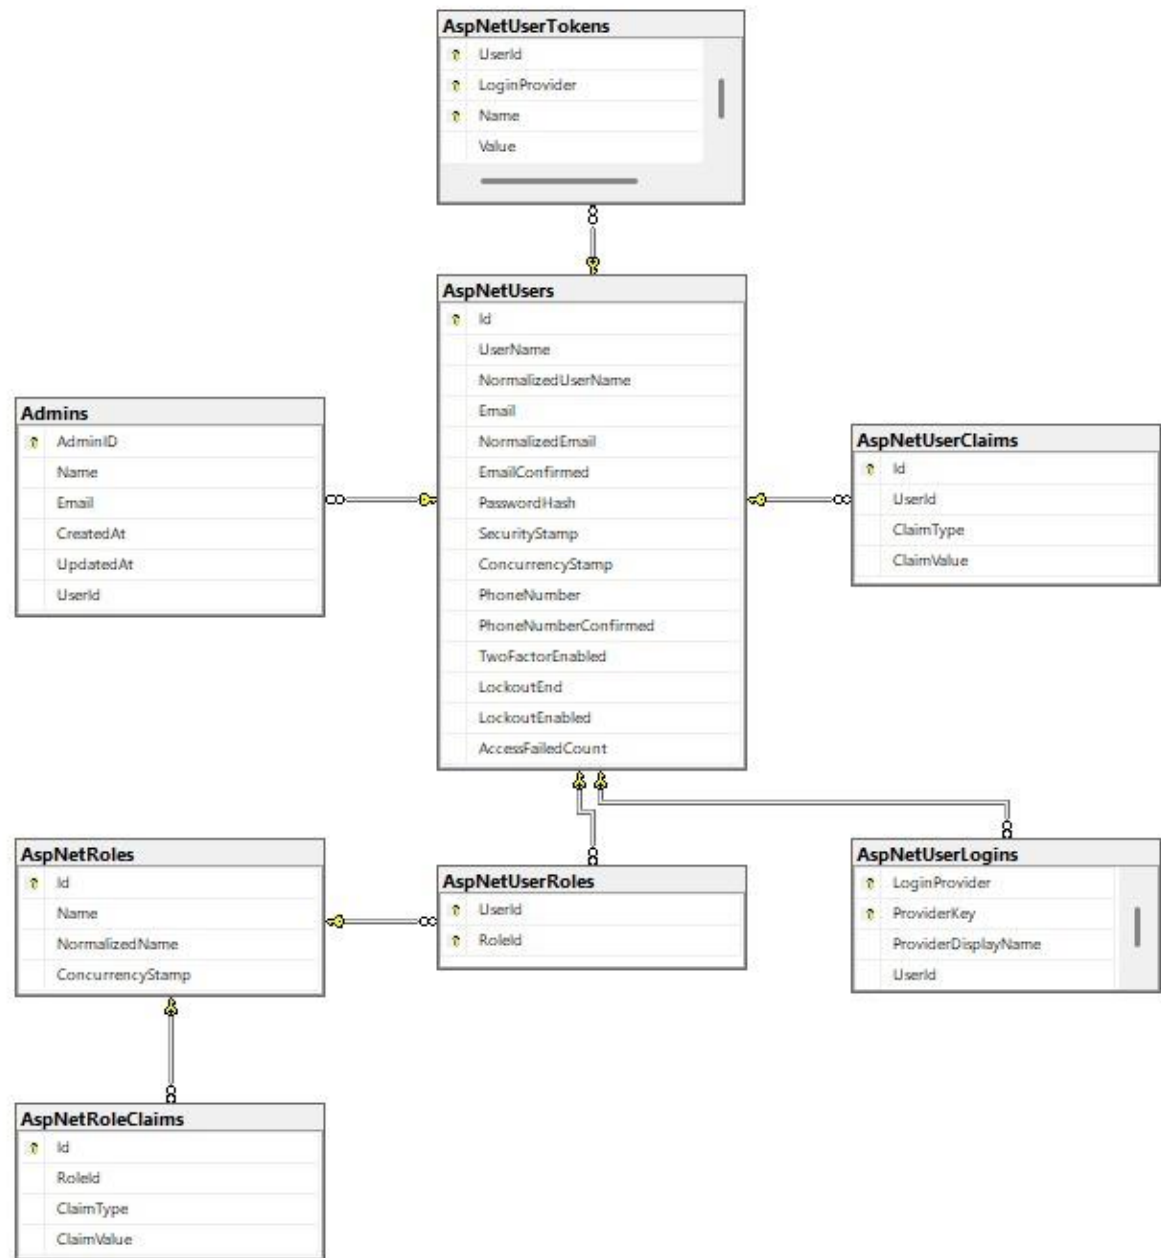 AspNetUserTokens
UserId
LoginProvider
Name
Value
AspNetUsers
Id
UserName
NormalizedUserName
Email
NormalizedEmail
EmailConfirmed
PasswordHash
SecurityStamp
ConcurrencyStamp
PhoneNumber
PhoneNumberConfirmed
TwoFactorEnabled
LockoutEnd
LockoutEnabled
AccessFailedCount
Admins
AdminID
Name
Email
CreatedAt
UpdatedAt
UserId
AspNetUserClaims
Id
UserId
ClaimType
ClaimValue
AspNetRoles
Id
Name
NormalizedName
ConcurrencyStamp
AspNetUserRoles
UserId
RoleId
AspNetUserLogins
LoginProvider
ProviderKey
ProviderDisplayName
UserId
AspNetRoleClaims
Id
RoleId
ClaimType
ClaimValue